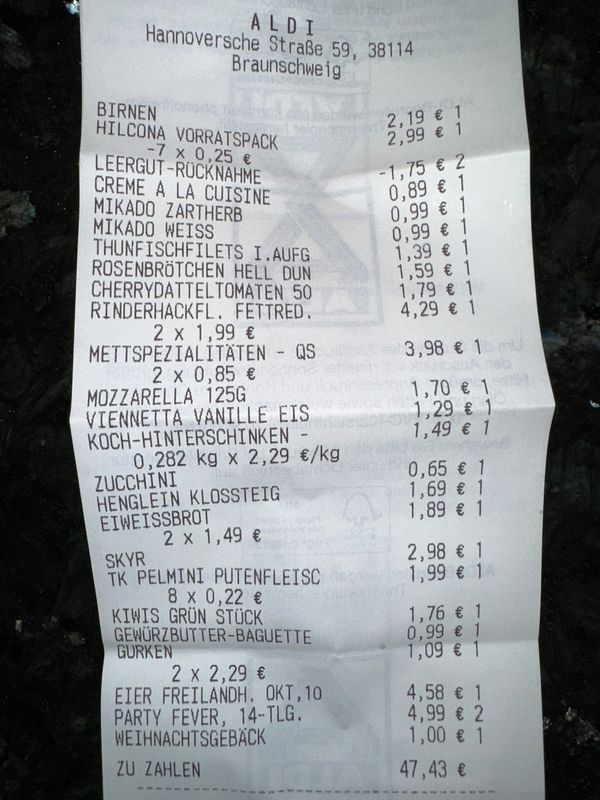 ALDI
Hannoversche Straße 59, 38114
Braunschweig
BIRNEN 2,19 € 1
HILCONA VORRATSPACK 2,99 € 1
-7 x 0,25 €
LEERGUT-RÜCKNAHME -1,75 € 2
CREME A LA CUISINE 0,89 € 1
MIKADO ZARTHERB 0,99 € 1
MIKADO WEISS 0,99 € 1
THUNFISCHFILETS I.AUFG 1,39 € 1
ROSENBRÖTCHEN HELL DUN 1,59 € 1
CHERRYDATTELTOMATEN 50 1,79 € 1
RINDERHACKFL. FETTRED. 4,29 € 1
2 x 1,99 €
METTSPEZIALITÄTEN - QS 3,98 € 1
2 x 0,85 €
MOZZARELLA 125G 1,70 € 1
VIENNETTA VANILLE EIS 1,29 € 1
KOCH-HINTERSCHINKEN - 1,49 € 1
0,282 kg x 2,29 €/kg
ZUCCHINI 0,65 € 1
HENGLEIN KLOSSTEIG 1,69 € 1
EIWEISSBROT 1,89 € 1
2 x 1,49 €
SKYR 2,98 € 1
TK PELMINI PUTENFLEISC 1,99 € 1
8 x 0,22 €
KIWIS GRÜN STÜCK 1,76 € 1
GEWÜRZBUTTER-BAGUETTE 0,99 € 1
GURKEN 1,09 € 1
2 x 2,29 €
EIER FREILANDH. OKT,10 4,58 € 1
PARTY FEVER, 14-TLG. 4,99 € 2
WEIHNACHTSGEBÄCK 1,00 € 1
ZU ZAHLEN 47,43 €